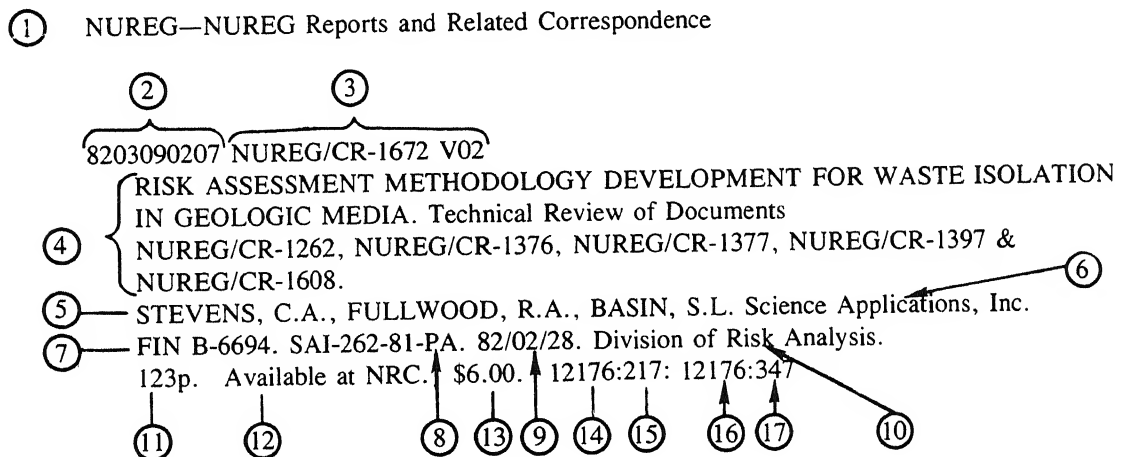 ① NUREG—NUREG Reports and Related Correspondence
② ③
8203090207 NUREG/CR-1672 V02
RISK ASSESSMENT METHODOLOGY DEVELOPMENT FOR WASTE ISOLATION
IN GEOLOGIC MEDIA. Technical Review of Documents
④ NUREG/CR-1262, NUREG/CR-1376, NUREG/CR-1377, NUREG/CR-1397 &
NUREG/CR-1608.
⑥
⑤ STEVENS, C.A., FULLWOOD, R.A., BASIN, S.L. Science Applications, Inc.
⑦ FIN B-6694. SAI-262-81-PA. 82/02/28. Division of Risk Analysis.
123p. Available at NRC. $6.00. 12176:217: 12176:347
⑪ ⑫ ⑧ ⑬ ⑨ ⑭ ⑮ ⑯ ⑰ ⑩